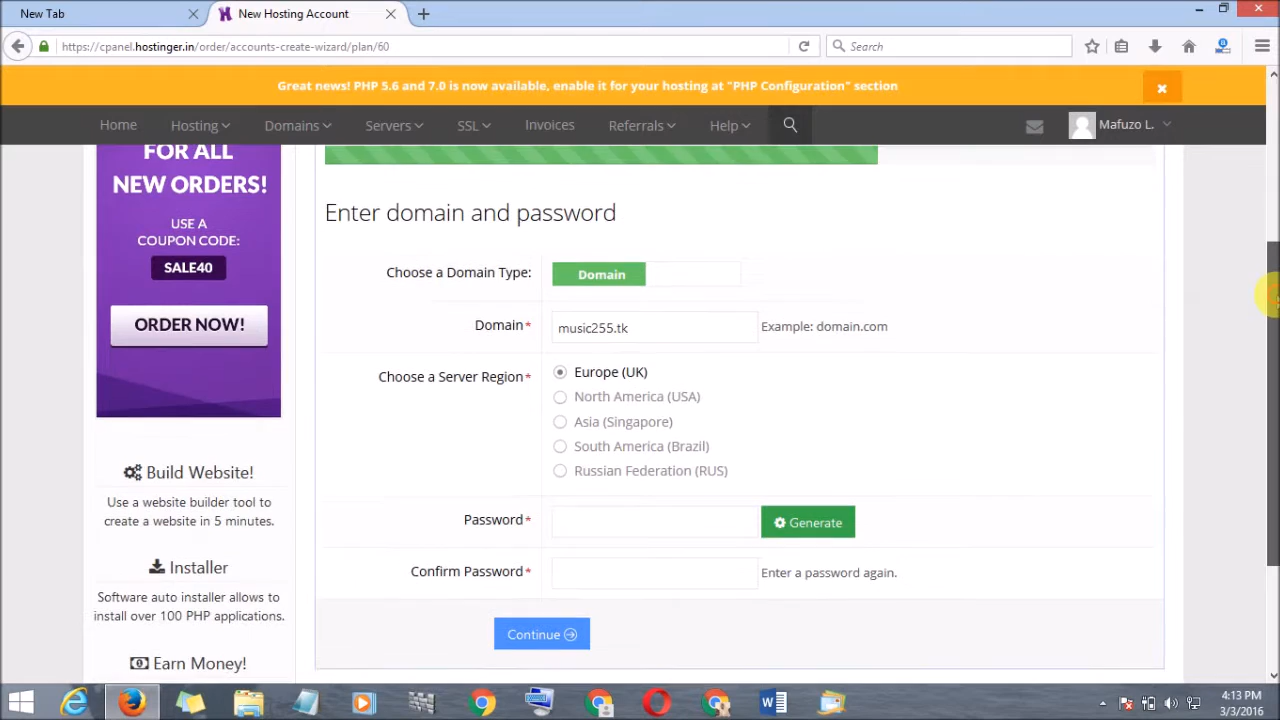 New Tab
New Hosting Account
https://cpanel.hostinger.in/order/accounts-create-wizard/plan/60
Search
Great news! PHP 5.6 and 7.0 is now available, enable it for your hosting at "PHP Configuration" section
Home Hosting Domains Servers SSL Invoices Referrals Help Mafuzo L.
FOR ALL
NEW ORDERS!
USE A
COUPON CODE:
SALE40
ORDER NOW!
Build Website!
Use a website builder tool to
create a website in 5 minutes.
Installer
Software auto installer allows to
install over 100 PHP applications.
Earn Money!
Enter domain and password
Choose a Domain Type: Domain
Domain* music255.tk Example: domain.com
Choose a Server Region* Europe (UK)
North America (USA)
Asia (Singapore)
South America (Brazil)
Russian Federation (RUS)
Password* Generate
Confirm Password* Enter a password again.
Continue
4:13 PM
3/3/2016